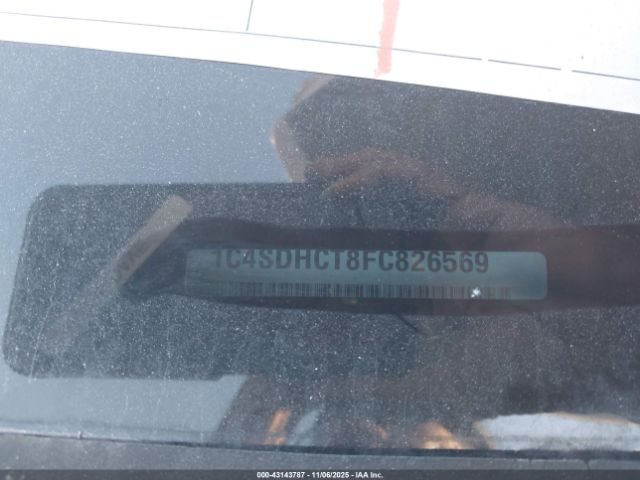 1C4SDHCT8FC826569
000-43143787 - 11/06/2025 - © IAA Inc.